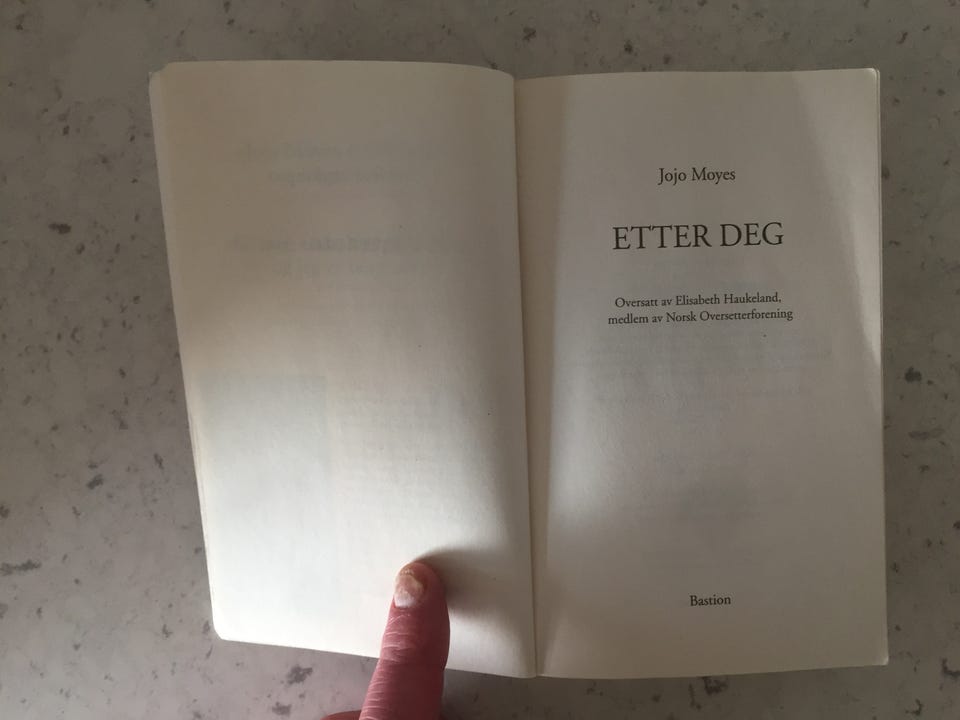 Jojo Moyes
ETTER DEG
Oversatt av Elisabeth Haukeland,
medlem av Norsk Oversetterforening
Bastion